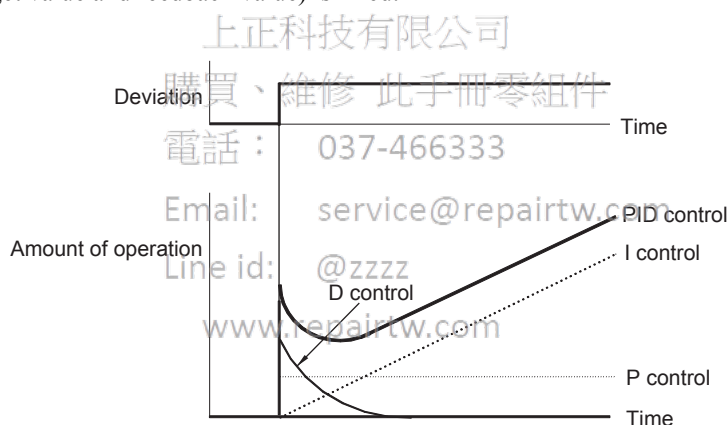 上正科技有限公司
Deviation
購買、維修 此手冊零組件
Time
電話： 037-466333
Email: service@repairtw.com
PID control
Amount of operation
I control
Line id: @zzzz
D control
www.repairtw.com
P control
Time